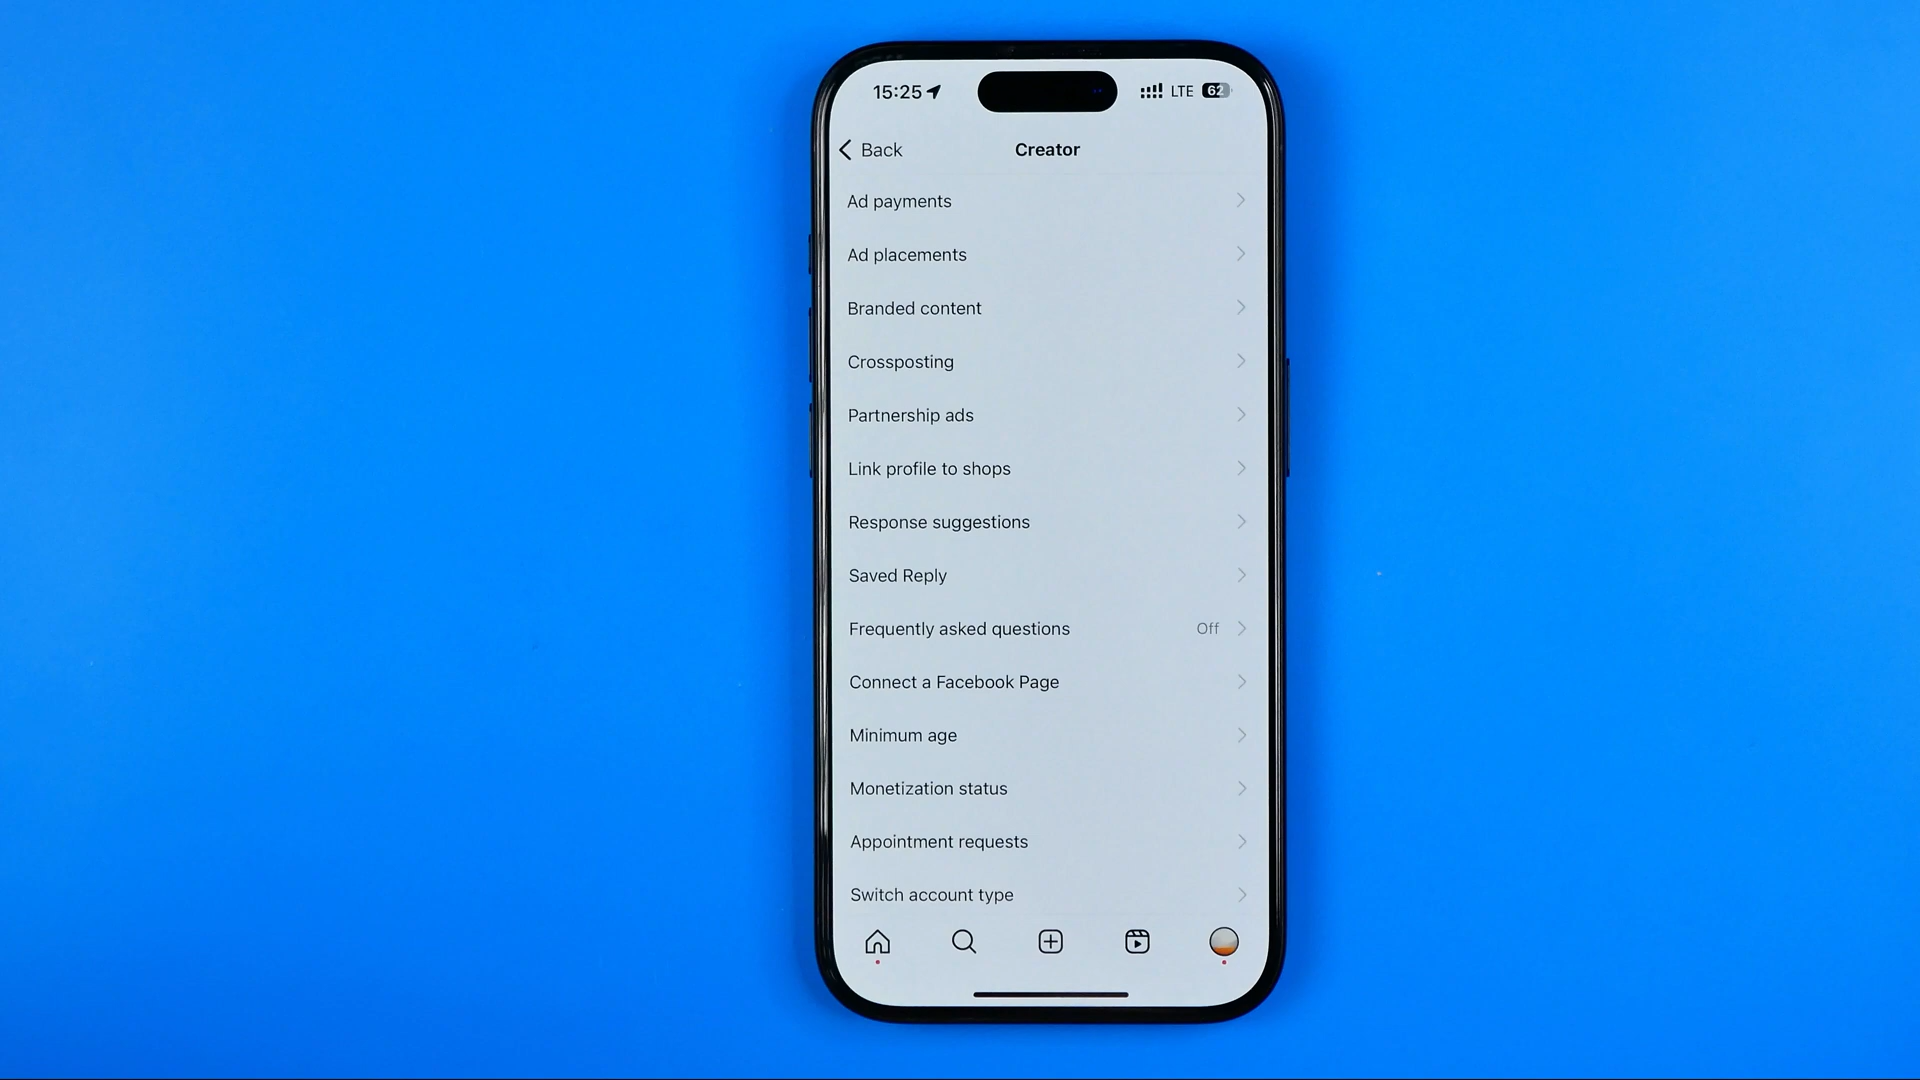 15:25 LTE 62
Back Creator
Ad payments
Ad placements
Branded content
Crossposting
Partnership ads
Link profile to shops
Response suggestions
Saved Reply
Frequently asked questions Off
Connect a Facebook Page
Minimum age
Monetization status
Appointment requests
Switch account type